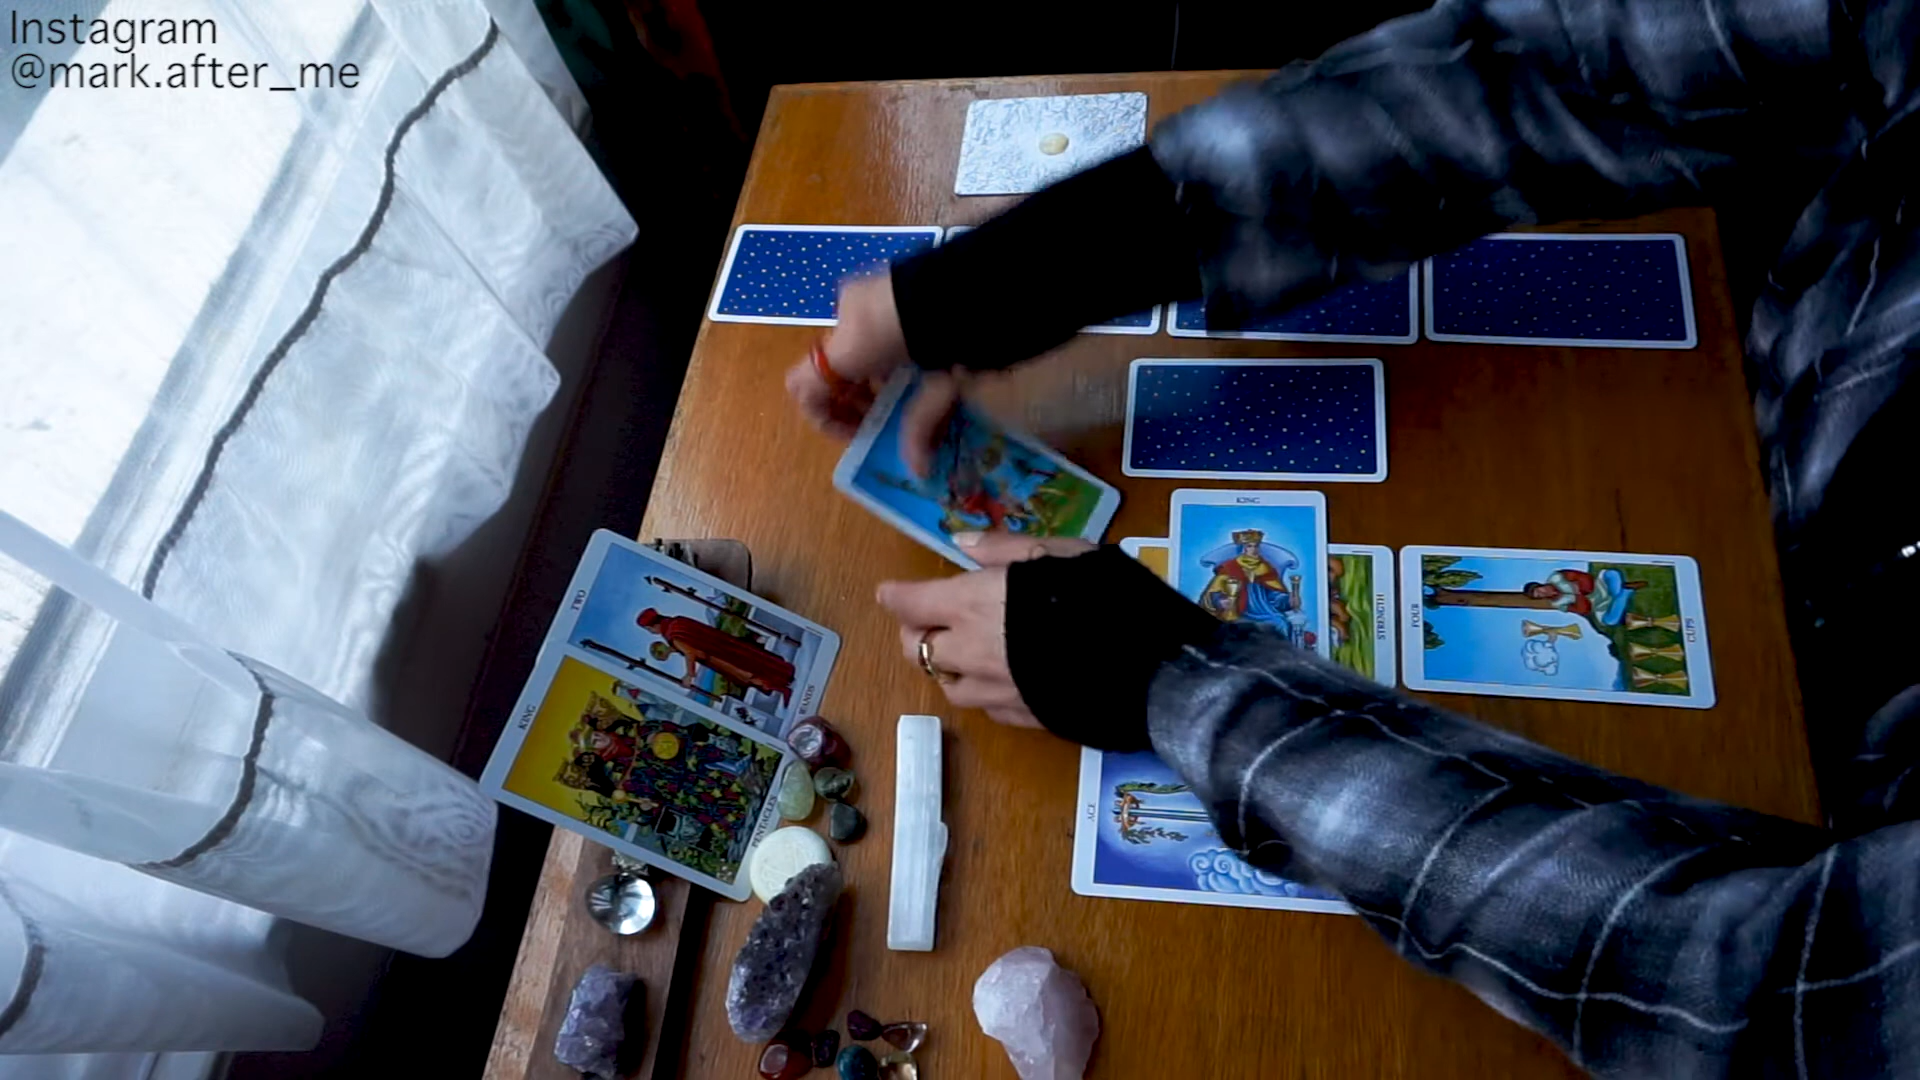 Instagram
@mark.after_me
KING
TWO
WANDS
KING
PENTACLES
STRENGTH
FOUR
CUPS
ACE